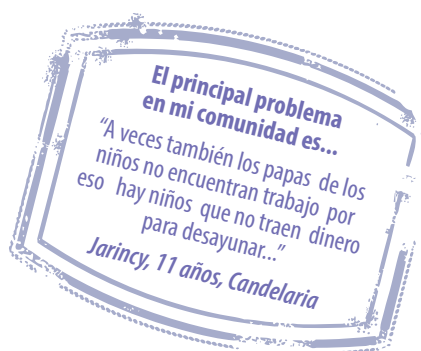 El principal problema
en mi comunidad es...
“A veces también los papas de los
niños no encuentran trabajo por
eso hay niños que no traen dinero
para desayunar...”
Jarincy, 11 años, Candelaria